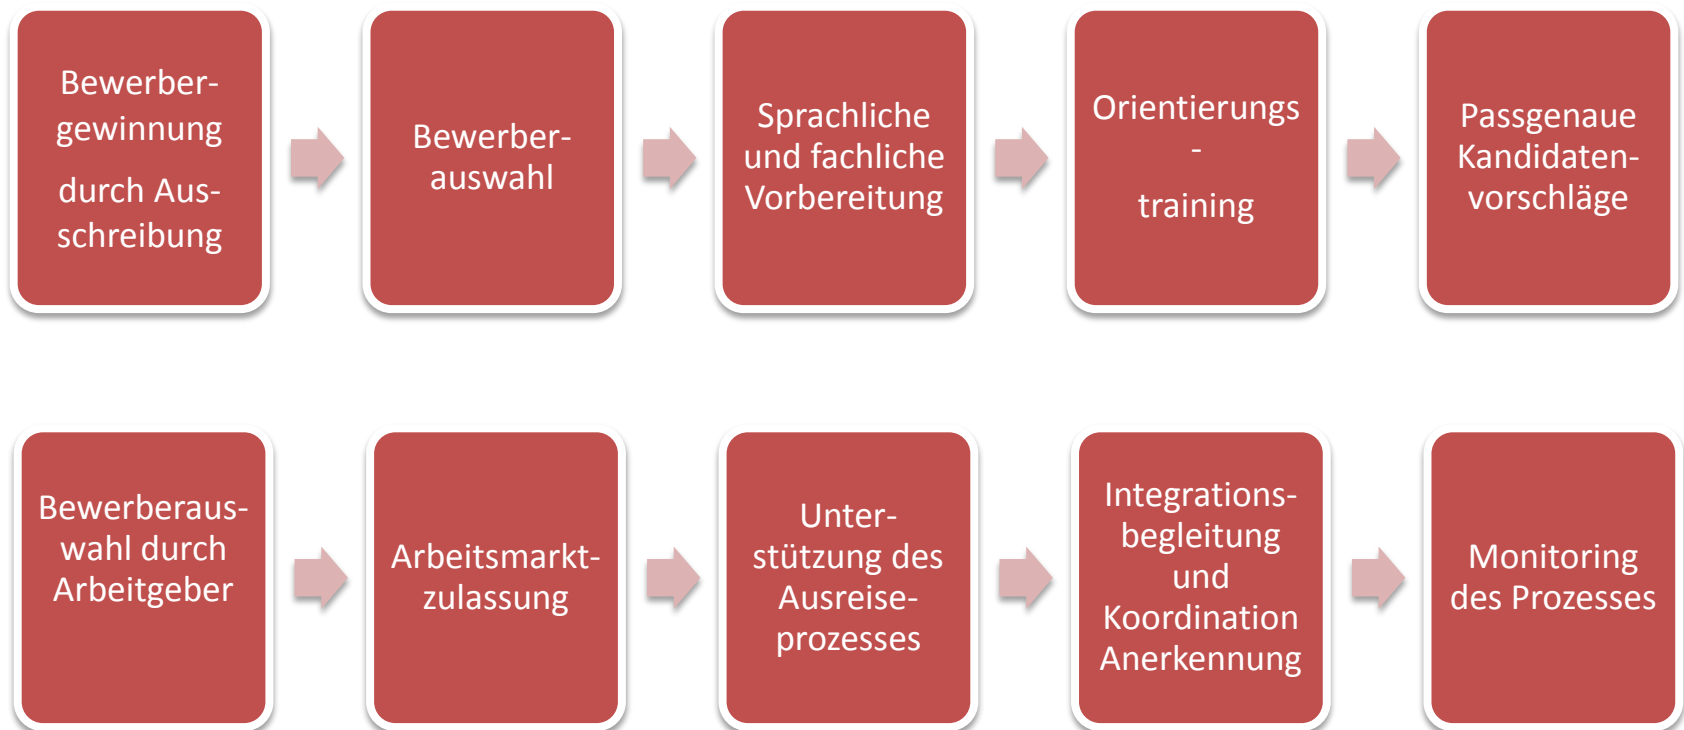 Bewerber-
gewinnung
durch Aus-
schreibung
Bewerber-
auswahl
Sprachliche
und fachliche
Vorbereitung
Orientierungs
-
training
Passgenaue
Kandidaten-
vorschläge
Bewerberaus-
wahl durch
Arbeitgeber
Arbeitsmarkt-
zulassung
Unter-
stützung des
Ausreise-
prozesses
Integrations-
begleitung
und
Koordination
Anerkennung
Monitoring
des Prozesses